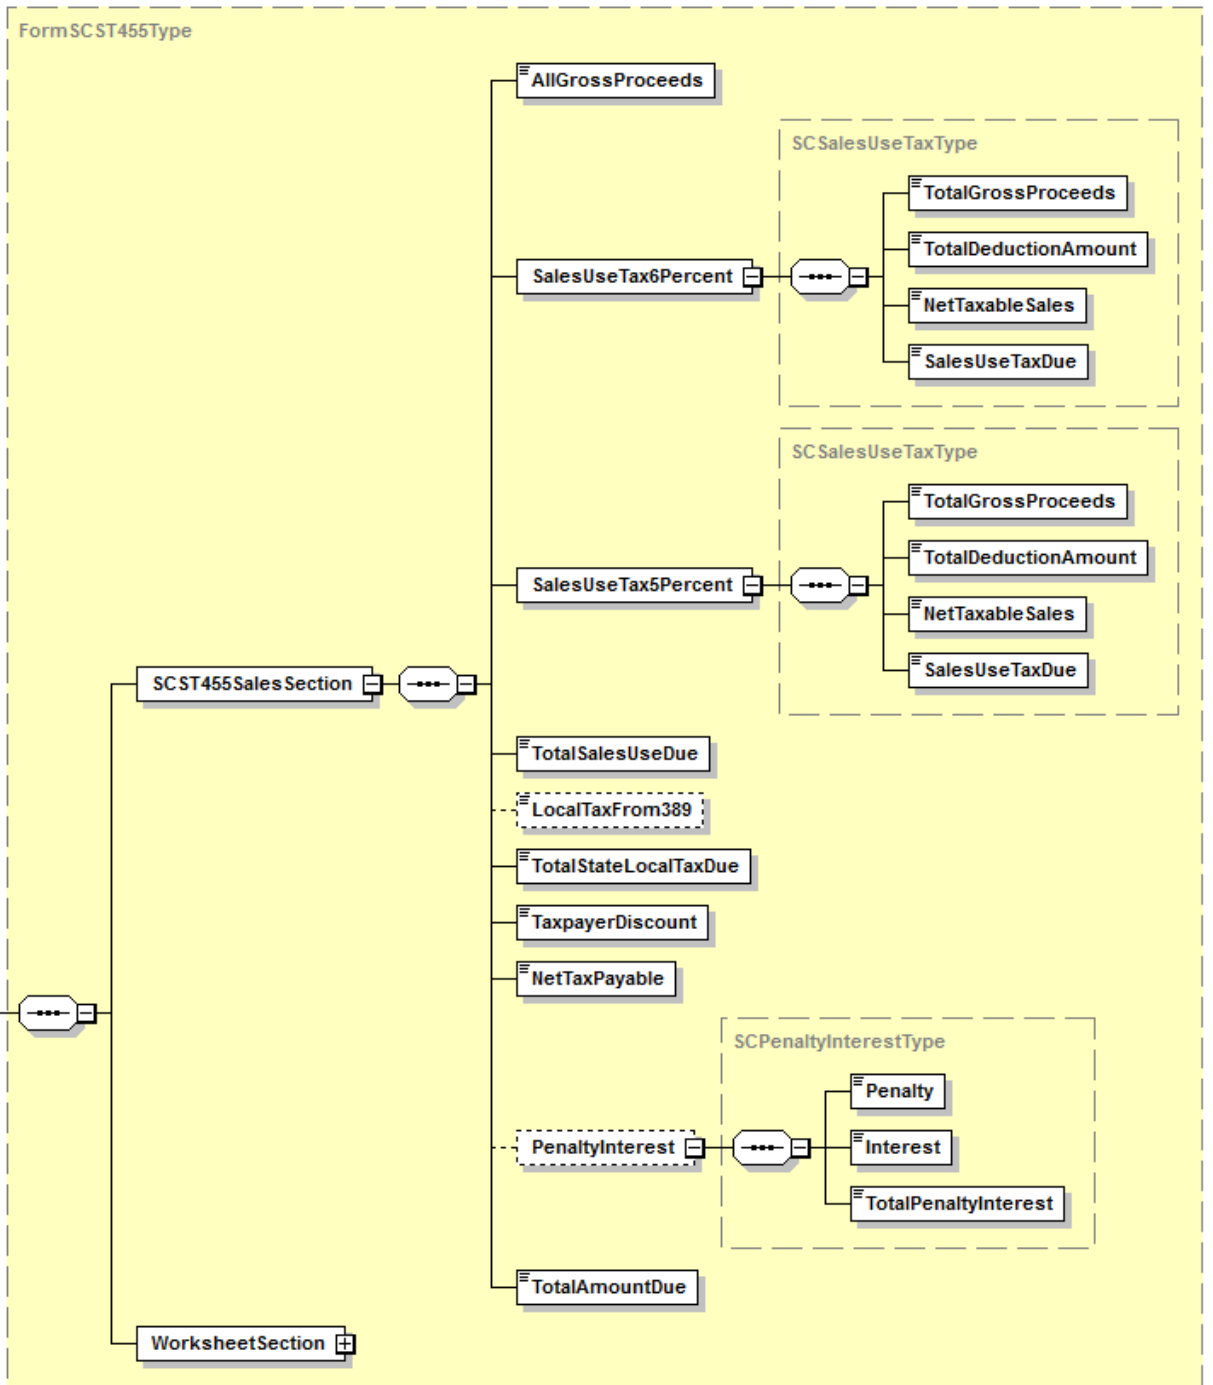 FormSCST455Type
AllGrossProceeds
SCSalesUseTaxType
TotalGrossProceeds
TotalDeductionAmount
SalesUseTax6Percent
NetTaxableSales
SalesUseTaxDue
SCSalesUseTaxType
TotalGrossProceeds
TotalDeductionAmount
SalesUseTax5Percent
NetTaxableSales
SalesUseTaxDue
SCST455SalesSection
TotalSalesUseDue
LocalTaxFrom389
TotalStateLocalTaxDue
TaxpayerDiscount
NetTaxPayable
SCPenaltyInterestType
Penalty
PenaltyInterest
Interest
TotalPenaltyInterest
TotalAmountDue
WorksheetSection